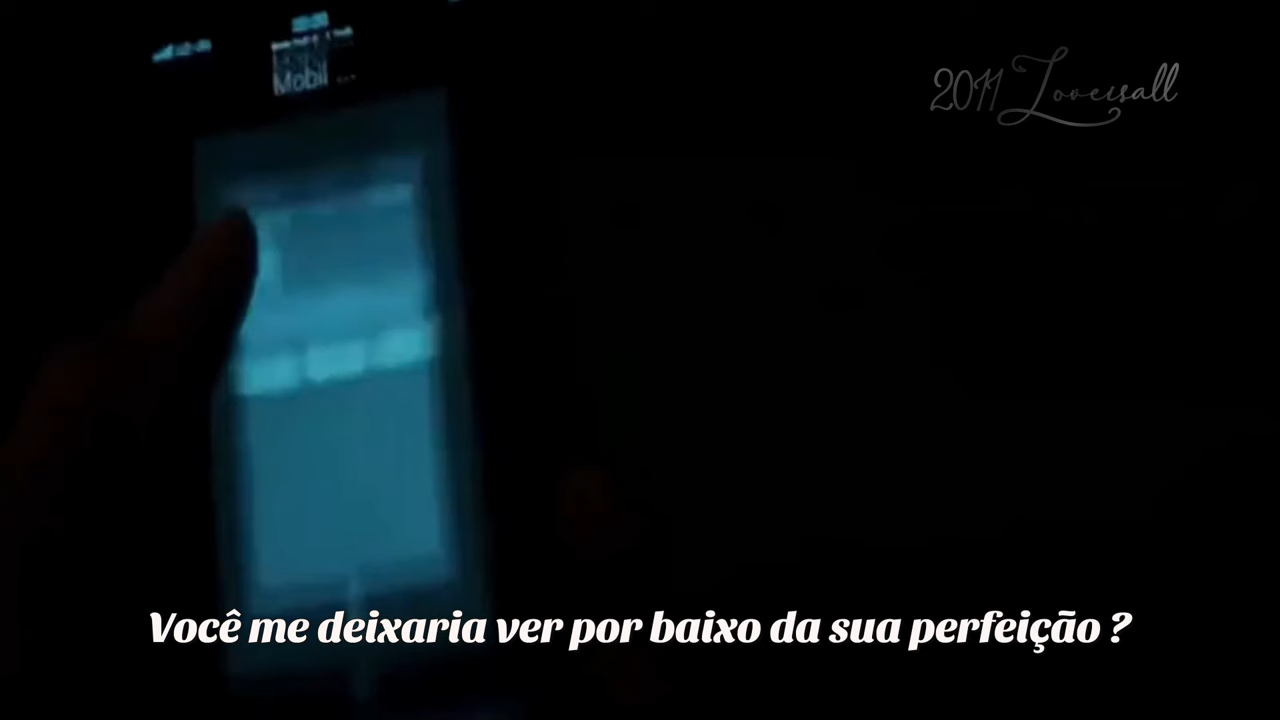 Mobil ...
2011 Loveisall
Você me deixaria ver por baixo da sua perfeição ?